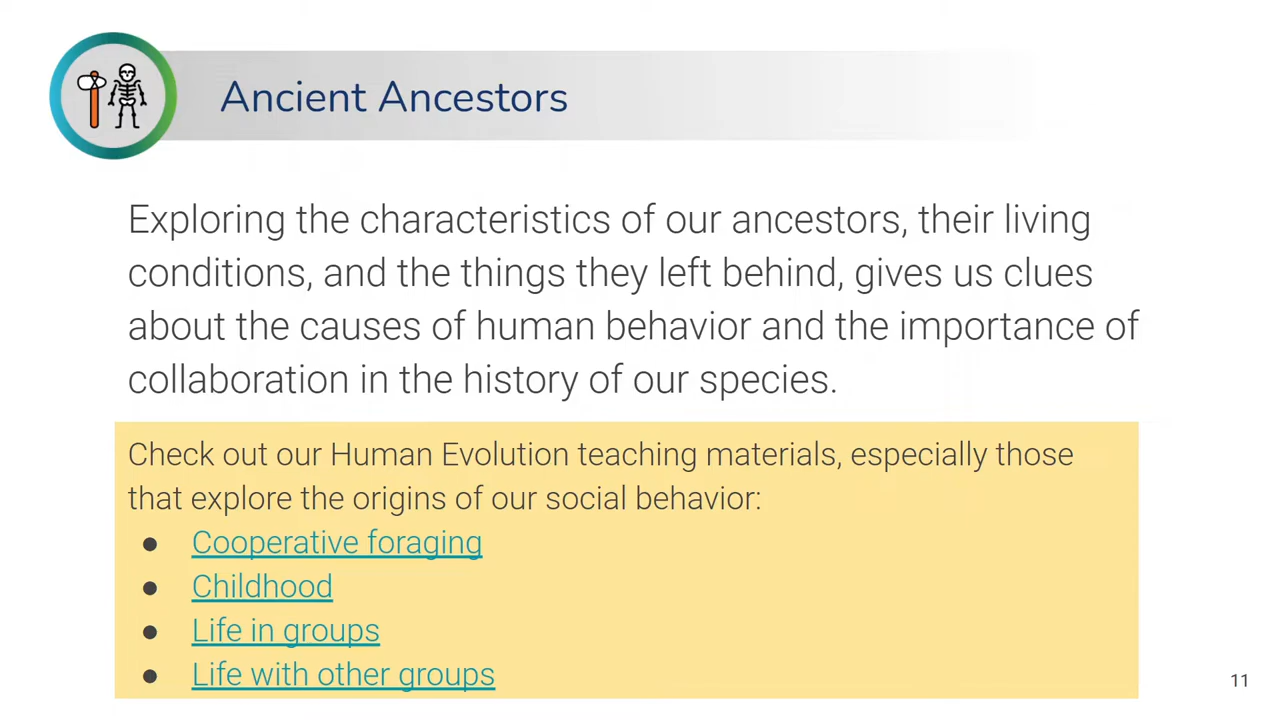 Ancient Ancestors
Exploring the characteristics of our ancestors, their living
conditions, and the things they left behind, gives us clues
about the causes of human behavior and the importance of
collaboration in the history of our species.
Check out our Human Evolution teaching materials, especially those
that explore the origins of our social behavior:
● Cooperative foraging
● Childhood
● Life in groups
● Life with other groups
11